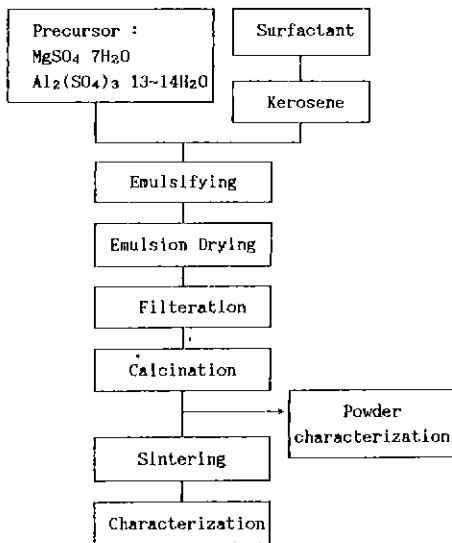 Precursor :
MgSO₄ 7H₂O
Al₂(SO₄)₃ 13~14H₂O
Surfactant
Kerosene
Emulsifying
Emulsion Drying
Filteration
Calcination
Powder
characterization
Sintering
Characterization